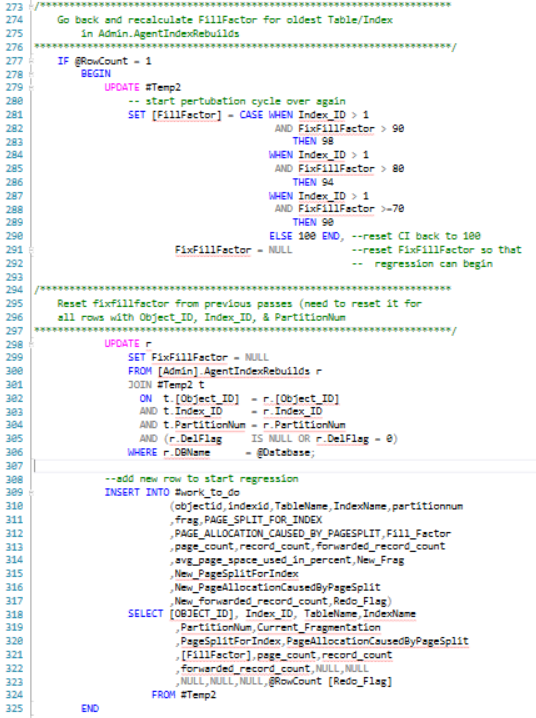 273 /***********************************************************************
274 Go back and recalculate FillFactor for oldest Table/Index
275 in Admin.AgentIndexRebuilds
276 ***********************************************************************/
277 IF @RowCount = 1
278 BEGIN
279 UPDATE #Temp2
280 -- start pertubation cycle over again
281 SET [FillFactor] = CASE WHEN Index_ID > 1
282 AND FixFillFactor > 90
283 THEN 98
284 WHEN Index_ID > 1
285 AND FixFillFactor > 80
286 THEN 94
287 WHEN Index_ID > 1
288 AND FixFillFactor >=70
289 THEN 90
290 ELSE 100 END, --reset CI back to 100
291 FixFillFactor = NULL --reset FixFillFactor so that
292 -- regression can begin
293
294 /***********************************************************************
295 Reset fixfillfactor from previous passes (need to reset it for
296 all rows with Object_ID, Index_ID, & PartitionNum
297 ***********************************************************************/
298 UPDATE r
299 SET FixFillFactor = NULL
300 FROM [Admin].AgentIndexRebuilds r
301 JOIN #Temp2 t
302 ON t.[Object_ID] = r.[Object_ID]
303 AND t.Index_ID = r.Index_ID
304 AND t.PartitionNum = r.PartitionNum
305 AND (r.DelFlag IS NULL OR r.DelFlag = 0)
306 WHERE r.DBName = @Database;
307
308 --add new row to start regression
309 INSERT INTO #work_to_do
310 (objectid,indexid,TableName,IndexName,partitionnum
311 ,frag,PAGE_SPLIT_FOR_INDEX
312 ,PAGE_ALLOCATION_CAUSED_BY_PAGESPLIT,Fill_Factor
313 ,page_count,record_count,forwarded_record_count
314 ,avg_page_space_used_in_percent,New_Frag
315 ,New_PageSplitForIndex
316 ,New_PageAllocationCausedByPageSplit
317 ,New_forwarded_record_count,Redo_Flag)
318 SELECT [OBJECT_ID], Index_ID, TableName,IndexName
319 ,PartitionNum,Current_Fragmentation
320 ,PageSplitForIndex,PageAllocationCausedByPageSplit
321 ,[FillFactor],page_count,record_count
322 ,forwarded_record_count,NULL,NULL
323 ,NULL,NULL,NULL,@RowCount [Redo_Flag]
324 FROM #Temp2
325 END